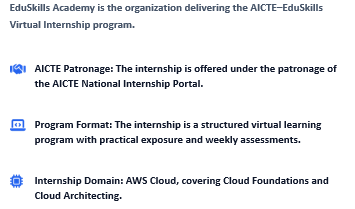 EduSkills Academy is the organization delivering the AICTE–EduSkills
Virtual Internship program.
AICTE Patronage: The internship is offered under the patronage of
the AICTE National Internship Portal.
Program Format: The internship is a structured virtual learning
program with practical exposure and weekly assessments.
Internship Domain: AWS Cloud, covering Cloud Foundations and
Cloud Architecting.